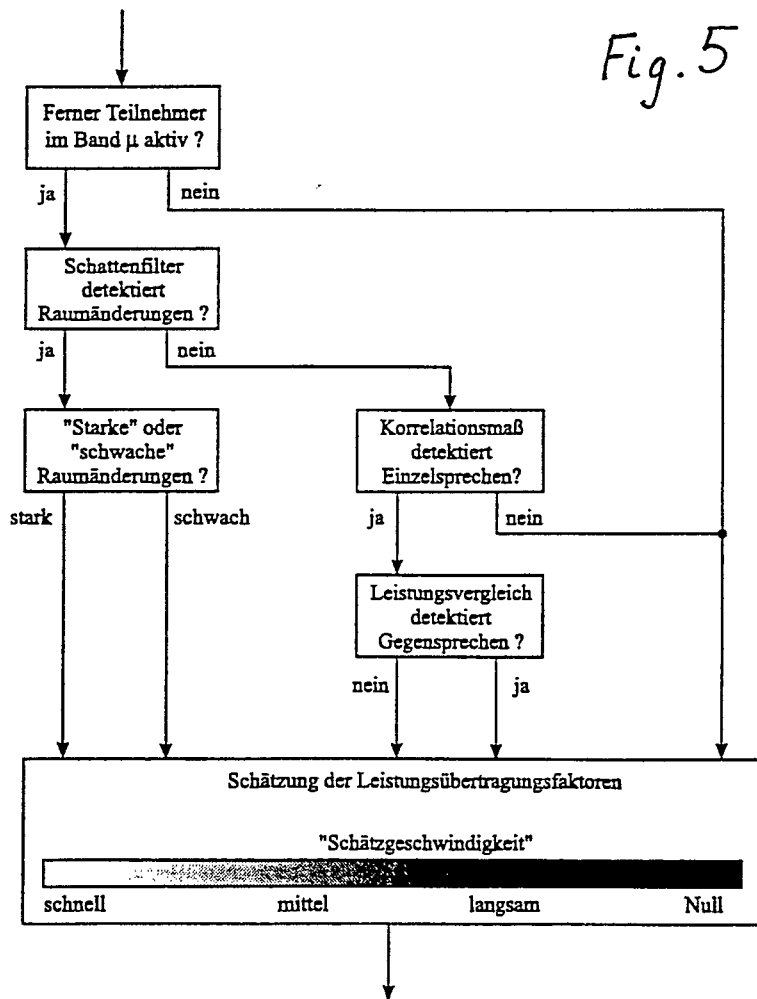 Fig. 5
Ferner Teilnehmer
im Band µ aktiv ?
ja
nein
Schattenfilter
detektiert
Raumänderungen ?
ja
nein
"Starke" oder
"schwache"
Raumänderungen ?
Korrelationsmaß
detektiert
Einzelsprechen?
stark
schwach
ja
nein
Leistungsvergleich
detektiert
Gegensprechen ?
nein
ja
Schätzung der Leistungsübertragungsfaktoren
"Schätzgeschwindigkeit"
schnell
mittel
langsam
Null